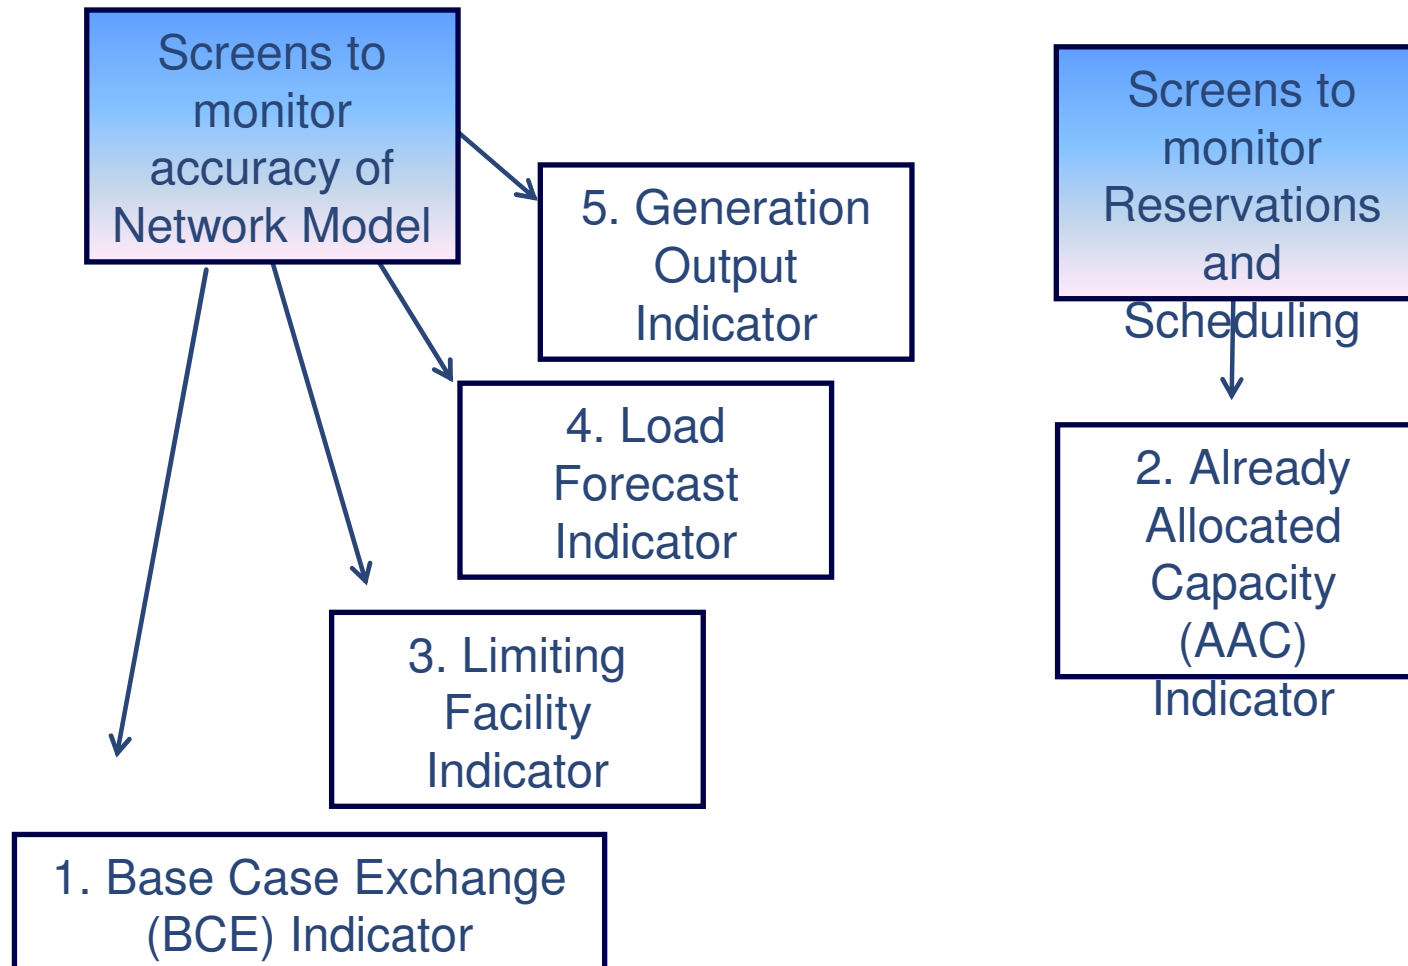 Screens to
monitor
accuracy of
Network Model
Screens to
monitor
Reservations
and
Scheduling
5. Generation
Output
Indicator
4. Load
Forecast
Indicator
2. Already
Allocated
Capacity
(AAC)
Indicator
3. Limiting
Facility
Indicator
1. Base Case Exchange
(BCE) Indicator